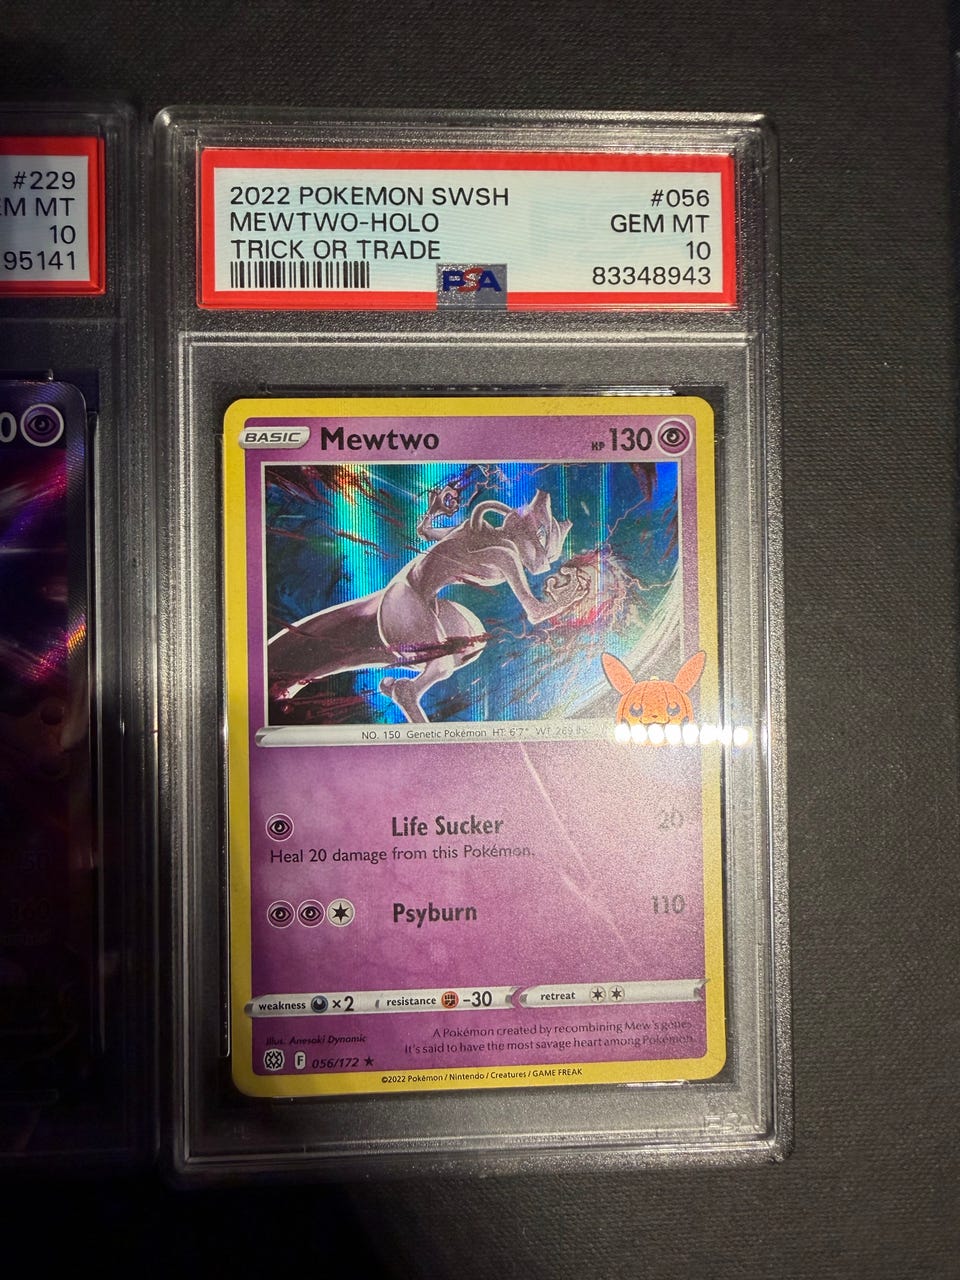 #229
MT
10
95141
2022 POKEMON SWSH #056
MEWTWO-HOLO GEM MT
TRICK OR TRADE 10
PSA 83348943
BASIC Mewtwo HP 130
NO. 150 Genetic Pokémon HT: 6'7" WT: 269 lbs.
Life Sucker 20
Heal 20 damage from this Pokémon.
Psyburn 110
weakness ×2 resistance -30 retreat
A Pokémon created by recombining Mew's genes.
It's said to have the most savage heart among Pokémon.
Illus. Anesaki Dynamic
F 056/172 ★
©2022 Pokémon / Nintendo / Creatures / GAME FREAK